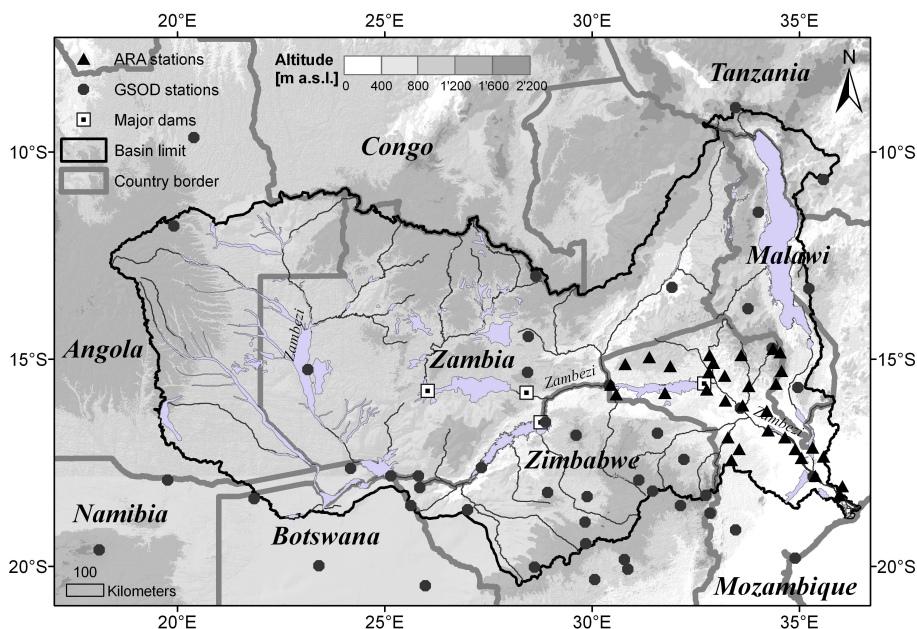 20°E 25°E 30°E 35°E
ARA stations
GSOD stations
Major dams
Basin limit
Country border
Altitude
[m a.s.l.]
0 400 800 1'200 1'600 2'200
N
Tanzania
Congo
10°S 10°S
Malawi
Zambezi
Angola
Zambia
15°S 15°S
Zambezi
Zambezi
Zimbabwe
Namibia
Botswana
20°S 20°S
Mozambique
100
Kilometers
20°E 25°E 30°E 35°E